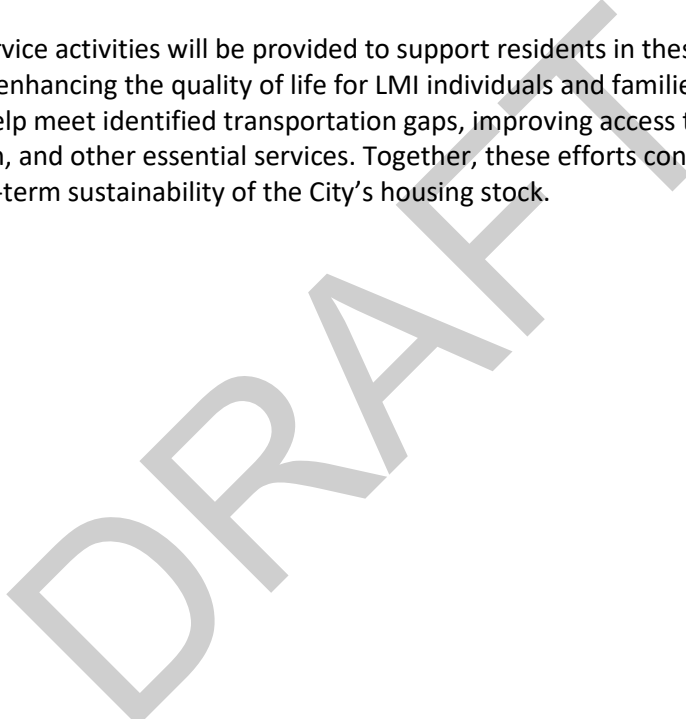 rvice activities will be provided to support residents in thes
enhancing the quality of life for LMI individuals and familie
elp meet identified transportation gaps, improving access t
n, and other essential services. Together, these efforts con
-term sustainability of the City’s housing stock.
DRAFT